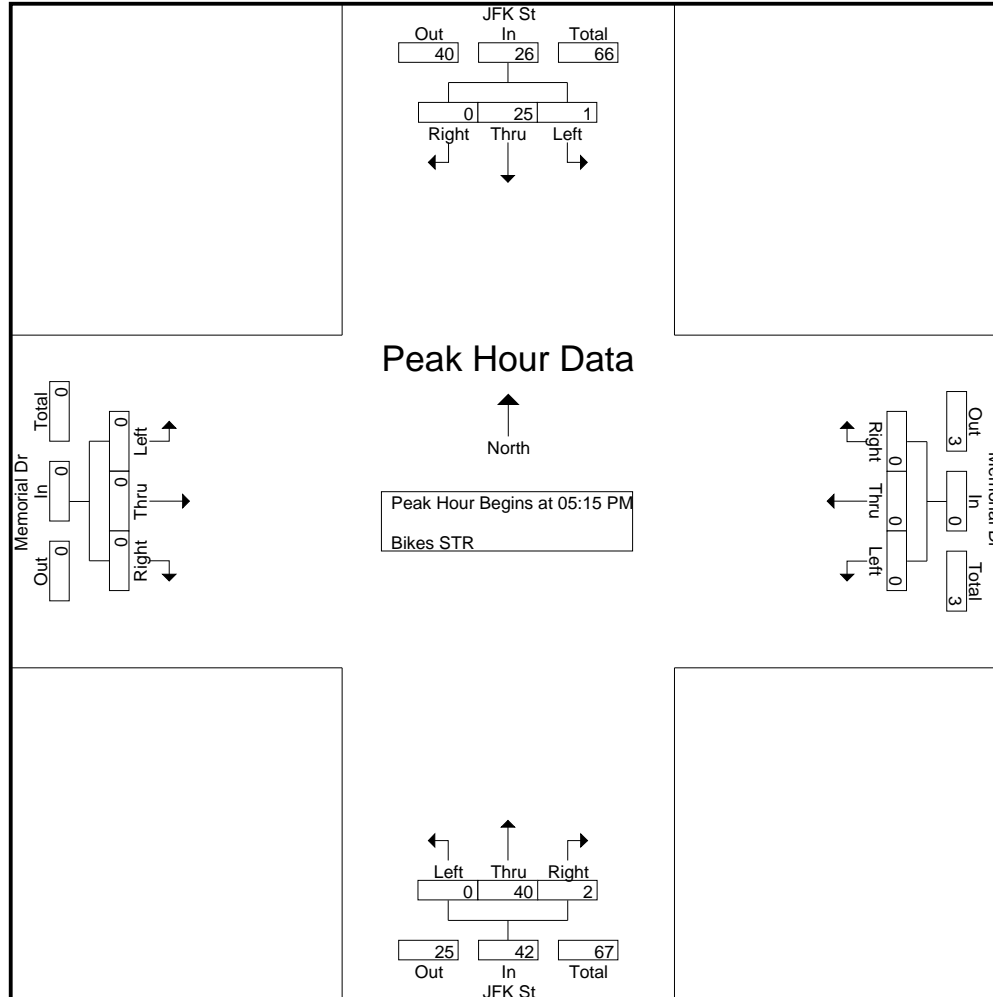 JFK St
Out In Total
40 26 66
0 25 1
Right Thru Left
Peak Hour Data
North
Peak Hour Begins at 05:15 PM
Bikes STR
Memorial Dr
Total In Out
0 0 0
0 0 0
Left Thru Right
Memorial Dr
Out In Total
3 0 3
0 0 0
Right Thru Left
Left Thru Right
0 40 2
25 42 67
Out In Total
JFK St